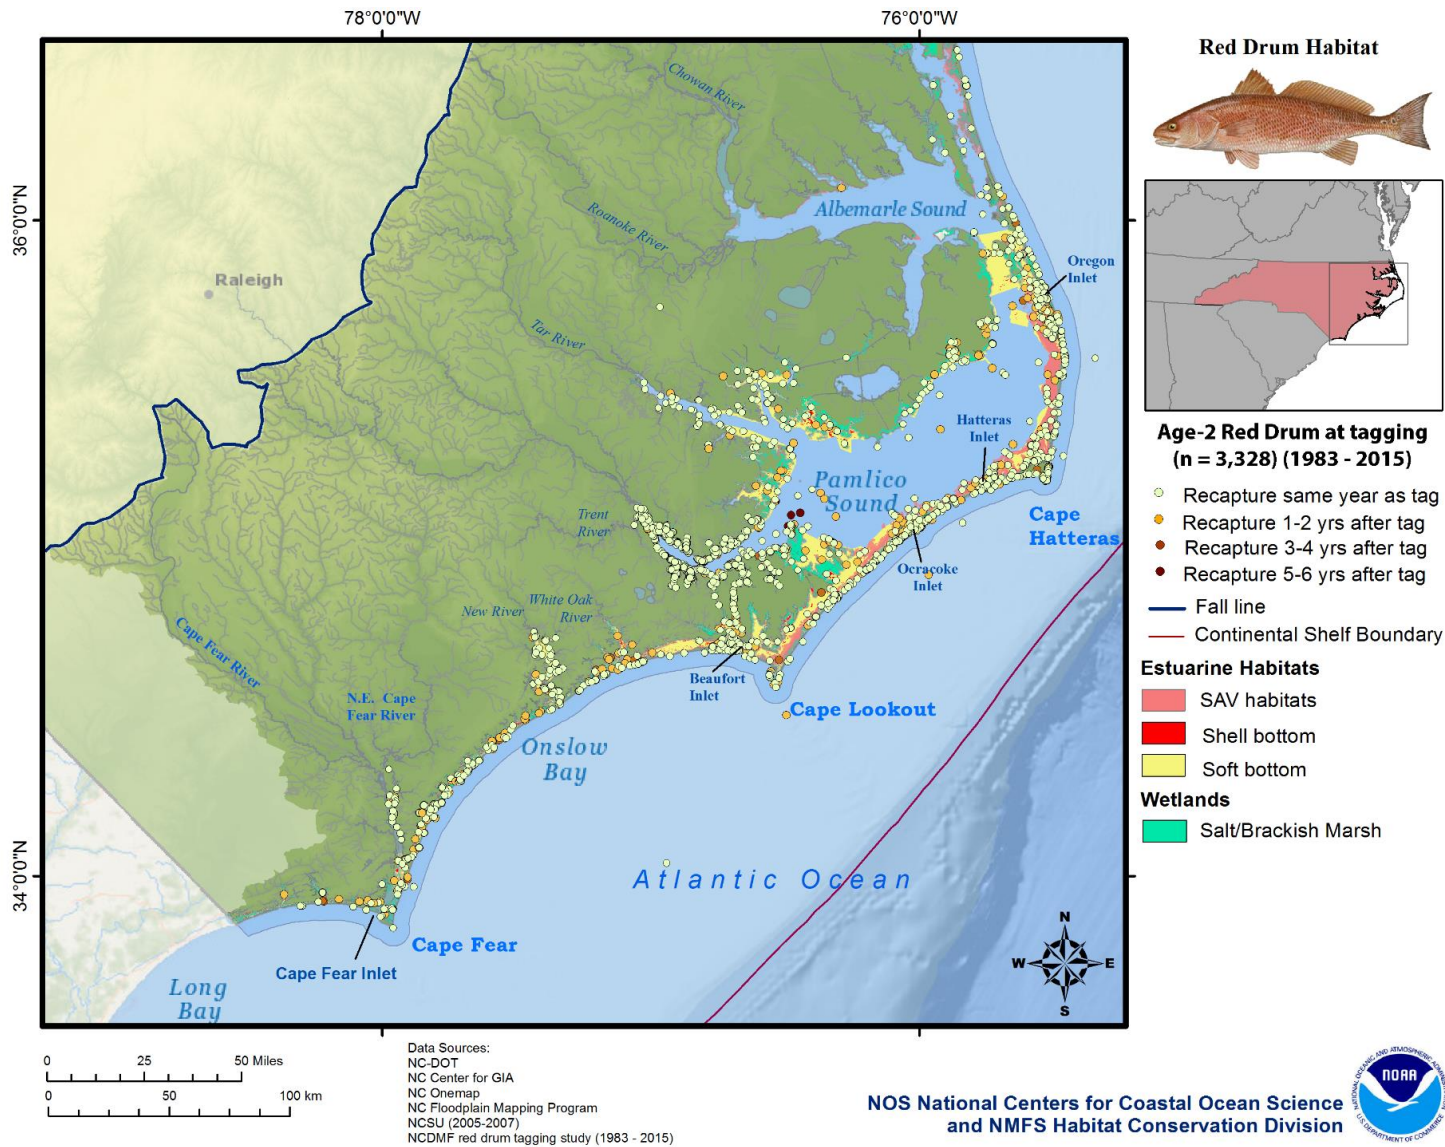 78°0'0"W
76°0'0"W
36°0'0"N
34°0'0"N
Chowan River
Albemarle Sound
Roanoke River
Raleigh
Oregon
Inlet
Tar River
Hatteras
Inlet
Pamlico
Sound
Trent
River
Cape
Hatteras
Ocracoke
Inlet
New River
White Oak
River
Cape Fear River
Beaufort
Inlet
N.E. Cape
Fear River
Cape Lookout
Onslow
Bay
Atlantic Ocean
Cape Fear
Cape Fear Inlet
Long
Bay
N
W
E
S
Red Drum Habitat
Age-2 Red Drum at tagging
(n = 3,328) (1983 - 2015)
Recapture same year as tag
Recapture 1-2 yrs after tag
Recapture 3-4 yrs after tag
Recapture 5-6 yrs after tag
Fall line
Continental Shelf Boundary
Estuarine Habitats
SAV habitats
Shell bottom
Soft bottom
Wetlands
Salt/Brackish Marsh
0 25 50 Miles
0 50 100 km
Data Sources:
NC-DOT
NC Center for GIA
NC Onemap
NC Floodplain Mapping Program
NCSU (2005-2007)
NCDMF red drum tagging study (1983 - 2015)
NOS National Centers for Coastal Ocean Science
and NMFS Habitat Conservation Division
NOAA